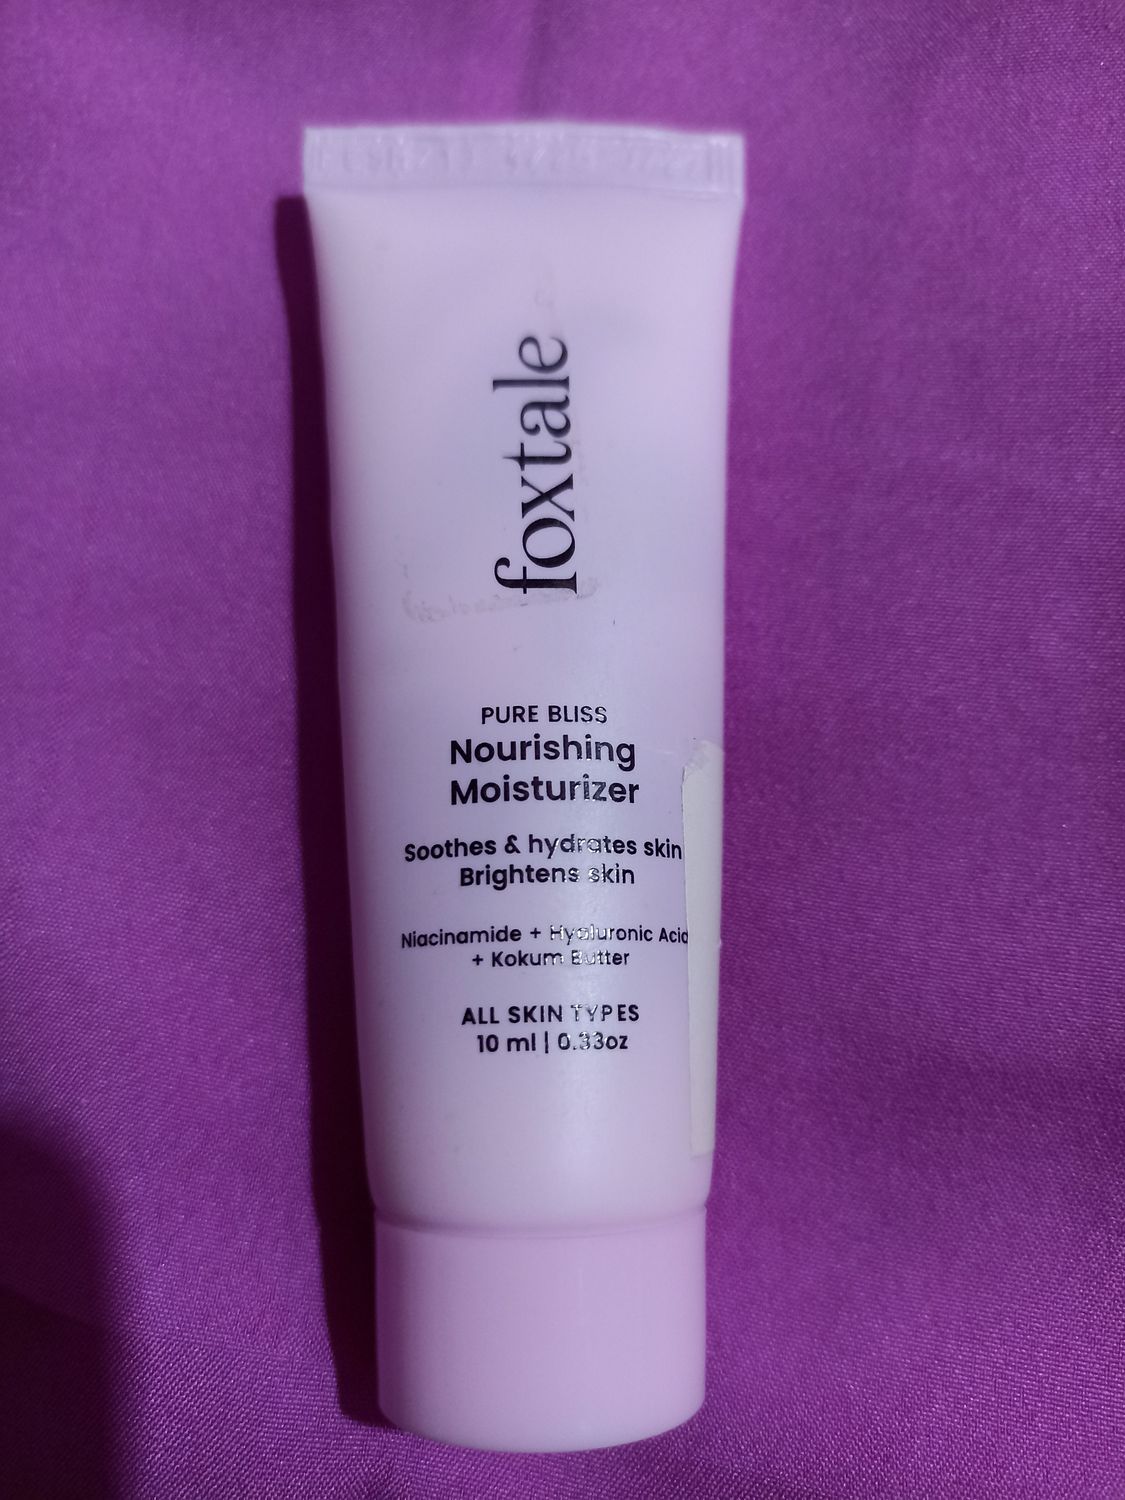 foxtale
PURE BLISS
Nourishing
Moisturizer
Soothes & hydrates skin
Brightens skin
Niacinamide + Hyaluronic Acid
+ Kokum Butter
ALL SKIN TYPES
10 ml | 0.33oz